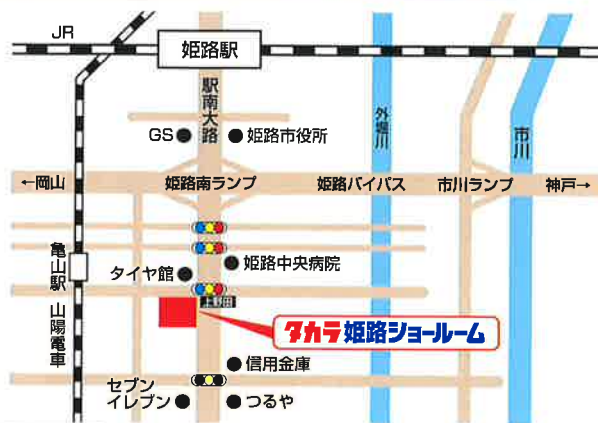 JR
姫路駅
駅南大路
GS
姫路市役所
外堀川
市川
←岡山
姫路南ランプ
姫路バイパス
市川ランプ
神戸→
亀山駅
山陽電車
タイヤ館
姫路中央病院
上野田
タカラ姫路ショールーム
信用金庫
セブン
イレブン
つるや